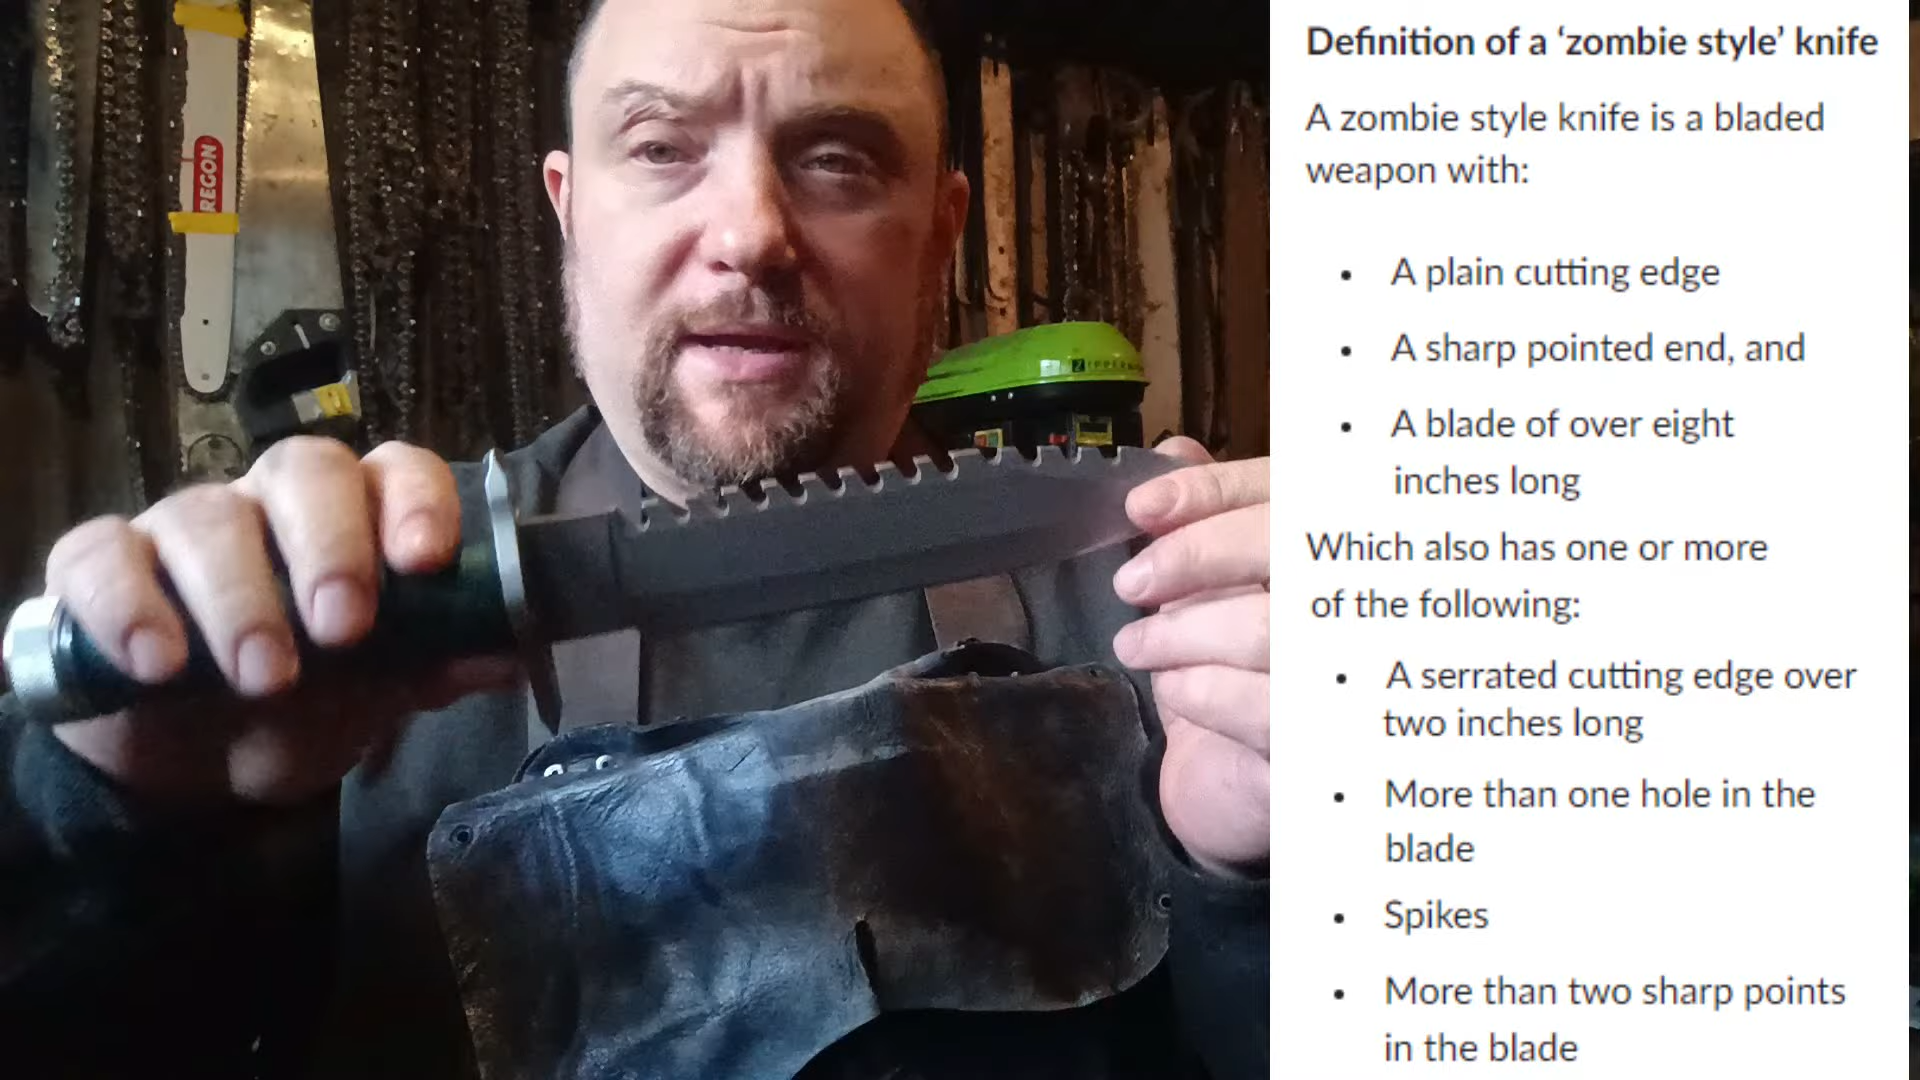 Definition of a ‘zombie style’ knife
A zombie style knife is a bladed
weapon with:
• A plain cutting edge
• A sharp pointed end, and
• A blade of over eight
inches long
Which also has one or more
of the following:
• A serrated cutting edge over
two inches long
• More than one hole in the
blade
• Spikes
• More than two sharp points
in the blade
REGON
ZIPPER